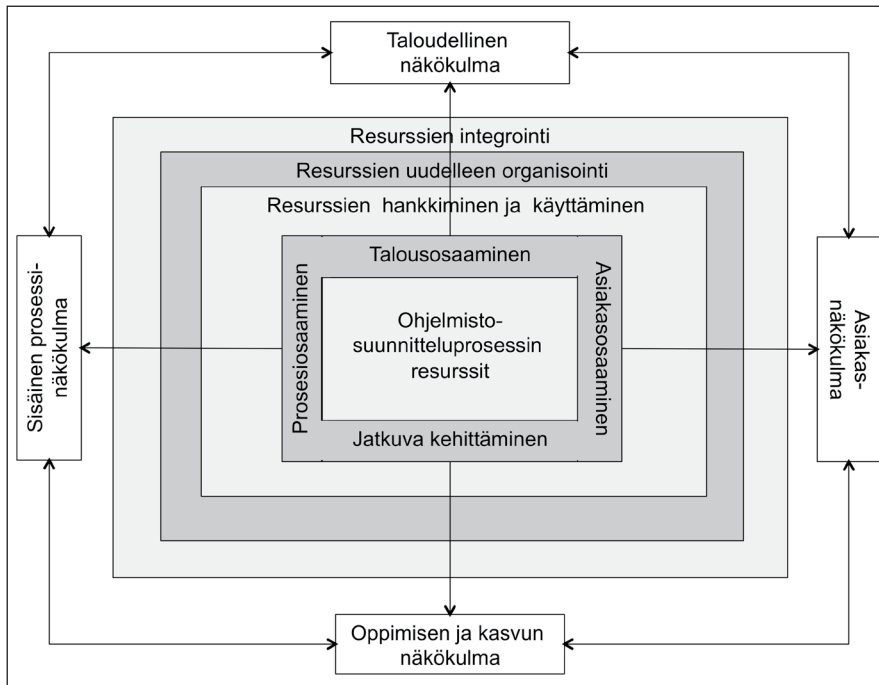 Taloudellinen
näkökulma
Resurssien integrointi
Resurssien uudelleen organisointi
Resurssien hankkiminen ja käyttäminen
Talousosaaminen
Sisäinen prosessi-
näkökulma
Prosesiosaaminen
Ohjelmisto-
suunnitteluprosessin
resurssit
Asiakasosaaminen
Asiakas-
näkökulma
Jatkuva kehittäminen
Oppimisen ja kasvun
näkökulma